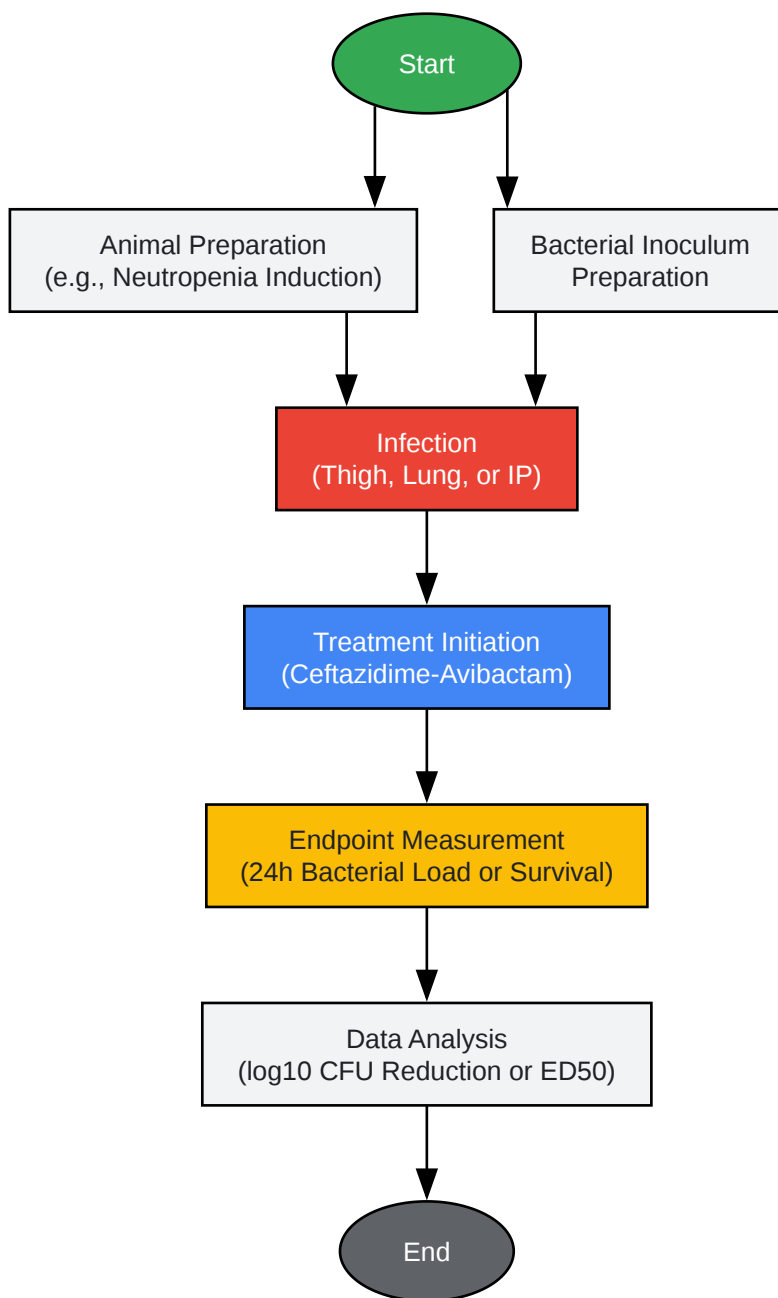 Start
Animal Preparation
(e.g., Neutropenia Induction)
Bacterial Inoculum
Preparation
Infection
(Thigh, Lung, or IP)
Treatment Initiation
(Ceftazidime-Avibactam)
Endpoint Measurement
(24h Bacterial Load or Survival)
Data Analysis
(log10 CFU Reduction or ED50)
End